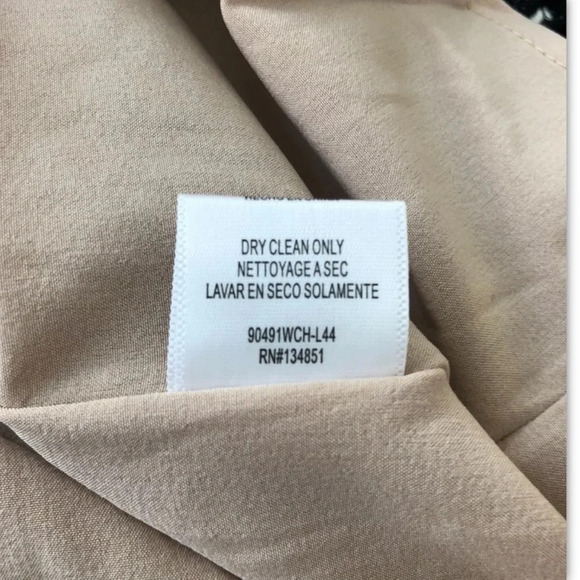 DRY CLEAN ONLY
NETTOYAGE A SEC
LAVAR EN SECO SOLAMENTE
90491WCH-L44
RN#134851